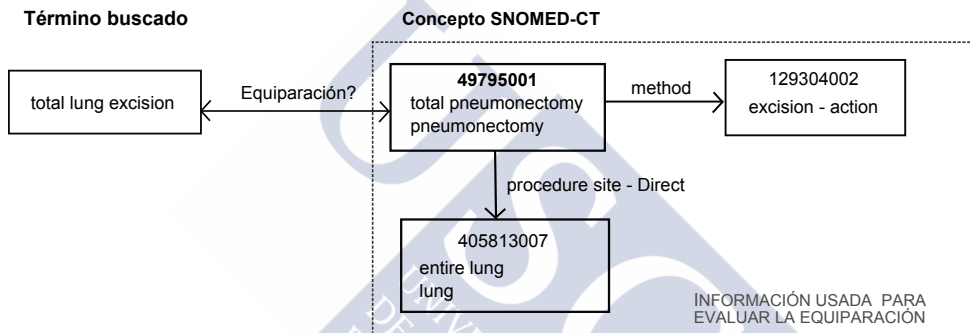 Término buscado
Concepto SNOMED-CT
total lung excision
Equiparación?
49795001
total pneumonectomy
pneumonectomy
method
129304002
excision - action
procedure site - Direct
405813007
entire lung
lung
INFORMACIÓN USADA PARA
EVALUAR LA EQUIPARACIÓN
USC